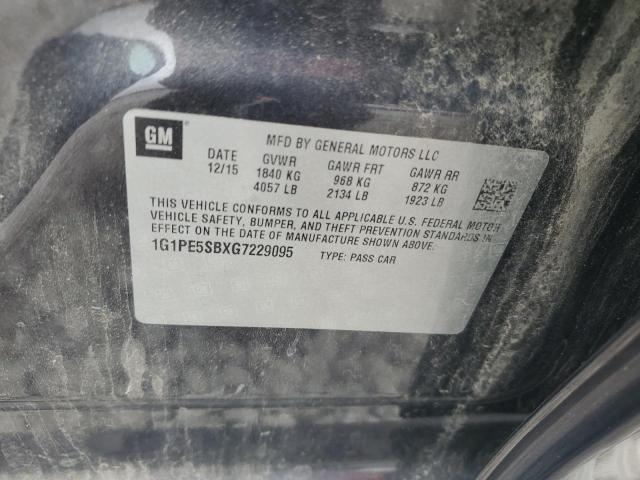 GM
MFD BY GENERAL MOTORS LLC
DATE GVWR GAWR FRT GAWR RR
12/15 1840 KG 968 KG 872 KG
4057 LB 2134 LB 1923 LB
THIS VEHICLE CONFORMS TO ALL APPLICABLE U.S. FEDERAL MOTOR
VEHICLE SAFETY, BUMPER, AND THEFT PREVENTION STANDARDS IN
EFFECT ON THE DATE OF MANUFACTURE SHOWN ABOVE.
1G1PE5SBXG7229095 TYPE: PASS CAR